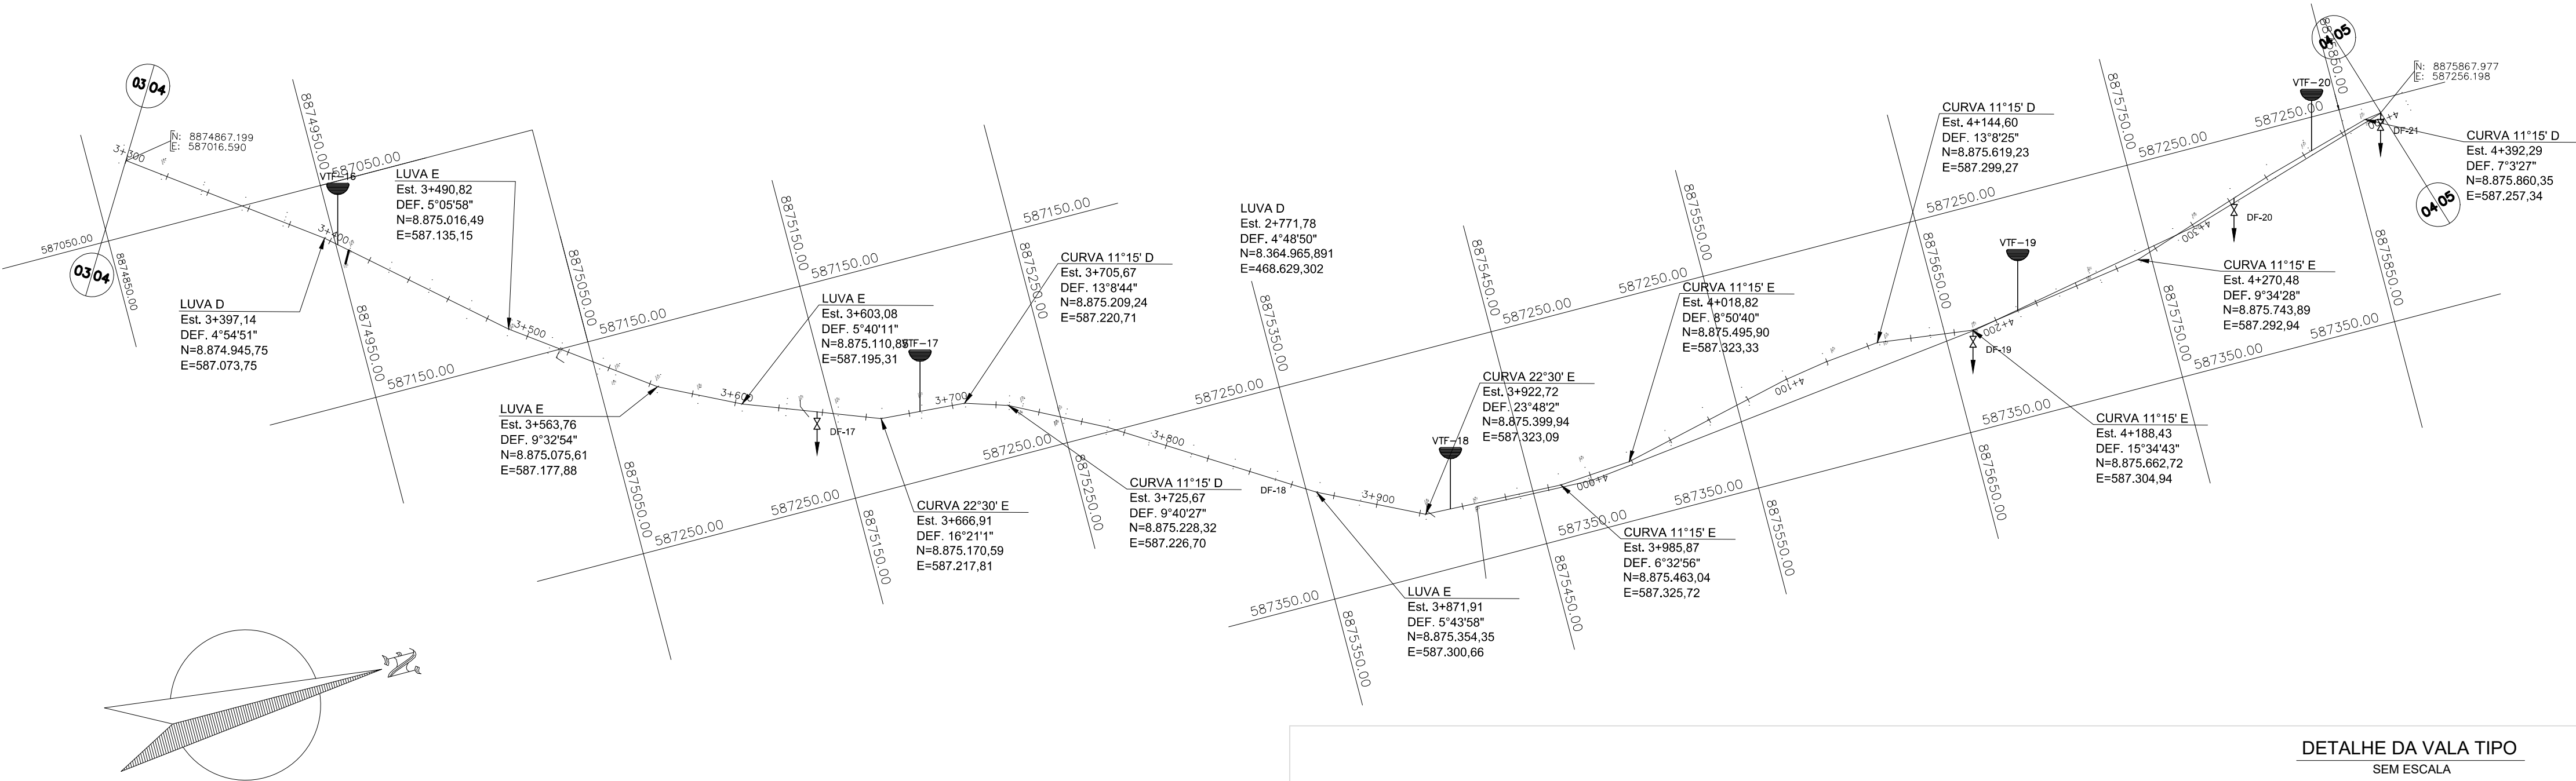 03 04
N: 8874867.199
E: 587016.590
3+300
587050.00
03 04
8874850.00
8874950.00
587050.00
VTF-16
3+400
LUVA D
Est. 3+397,14
DEF. 4°54'51"
N=8.874.945,75
E=587.073,75
8874950.00
LUVA E
Est. 3+490,82
DEF. 5°05'58"
N=8.875.016,49
E=587.135,15
3+500
587150.00
8875050.00
587150.00
LUVA E
Est. 3+563,76
DEF. 9°32'54"
N=8.875.075,61
E=587.177,88
8875050.00
587250.00
3+600
8875150.00
587150.00
LUVA E
Est. 3+603,08
DEF. 5°40'11"
N=8.875.110,85
E=587.195,31
VTF-17
DF-17
587250.00
8875150.00
3+700
CURVA 22°30' E
Est. 3+666,91
DEF. 16°21'1"
N=8.875.170,59
E=587.217,81
587150.00
8875250.00
CURVA 11°15' D
Est. 3+705,67
DEF. 13°8'44"
N=8.875.209,24
E=587.220,71
587250.00
8875250.00
CURVA 11°15' D
Est. 3+725,67
DEF. 9°40'27"
N=8.875.228,32
E=587.226,70
3+800
587250.00
LUVA D
Est. 2+771,78
DEF. 4°48'50"
N=8.364.965,891
E=468.629,302
8875350.00
DF-18
587350.00
8875350.00
3+900
LUVA E
Est. 3+871,91
DEF. 5°43'58"
N=8.875.354,35
E=587.300,66
VTF-18
8875450.00
CURVA 22°30' E
Est. 3+922,72
DEF. 23°48'2"
N=8.875.399,94
E=587.323,09
587250.00
8875450.00
587350.00
4+000
CURVA 11°15' E
Est. 3+985,87
DEF. 6°32'56"
N=8.875.463,04
E=587.325,72
587250.00
8875550.00
CURVA 11°15' E
Est. 4+018,82
DEF. 8°50'40"
N=8.875.495,90
E=587.323,33
587350.00
8875550.00
4+100
CURVA 11°15' D
Est. 4+144,60
DEF. 13°8'25"
N=8.875.619,23
E=587.299,27
587250.00
8875650.00
4+200
DF-19
587350.00
8875650.00
VTF-19
CURVA 11°15' E
Est. 4+188,43
DEF. 15°34'43"
N=8.875.662,72
E=587.304,94
8875750.00
587250.00
4+300
8875750.00
587350.00
DF-20
CURVA 11°15' E
Est. 4+270,48
DEF. 9°34'28"
N=8.875.743,89
E=587.292,94
587350.00
VTF-20
587250.00
04 05
8875850.00
N: 8875867.977
E: 587256.198
4+400
DF-21
CURVA 11°15' D
Est. 4+392,29
DEF. 7°3'27"
N=8.875.860,35
E=587.257,34
04 05
8875850.00
DETALHE DA VALA TIPO
SEM ESCALA